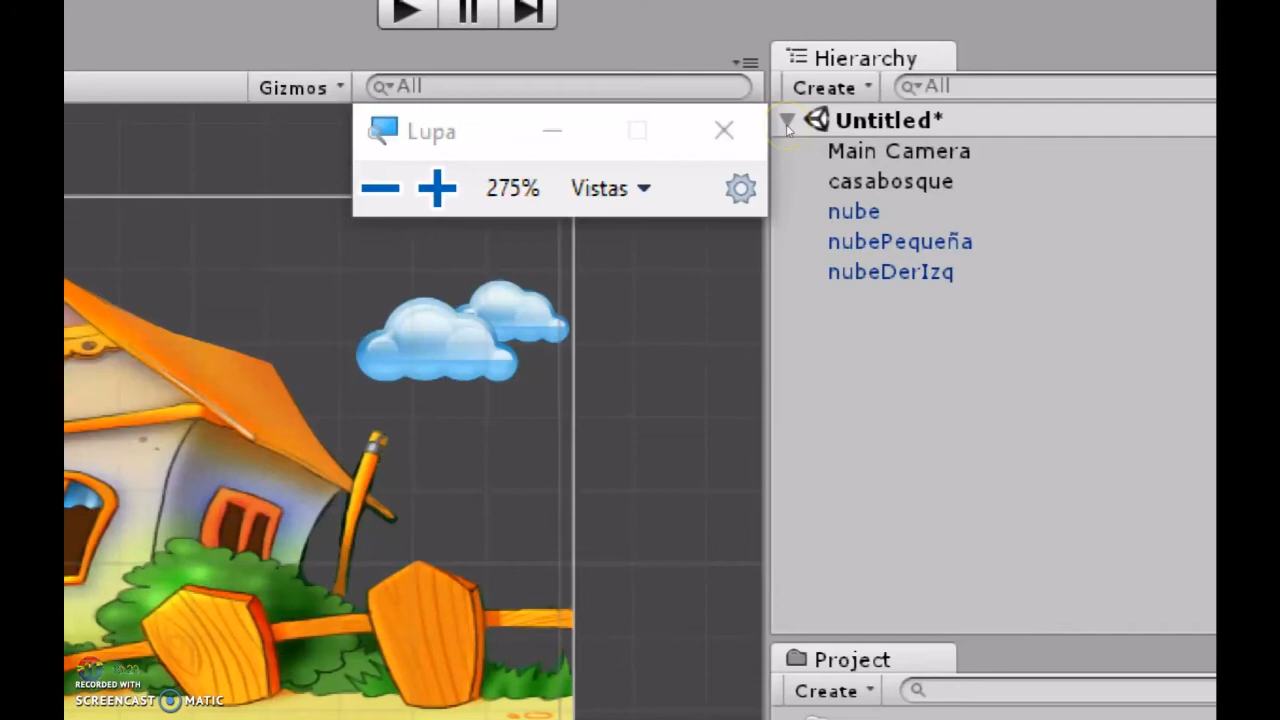 Hierarchy
Gizmos
All
Create
All
Lupa
Untitled*
275%
Vistas
Main Camera
casabosque
nube
nubePequeña
nubeDerIzq
Project
Create
RECORDED WITH
SCREENCAST MATIC